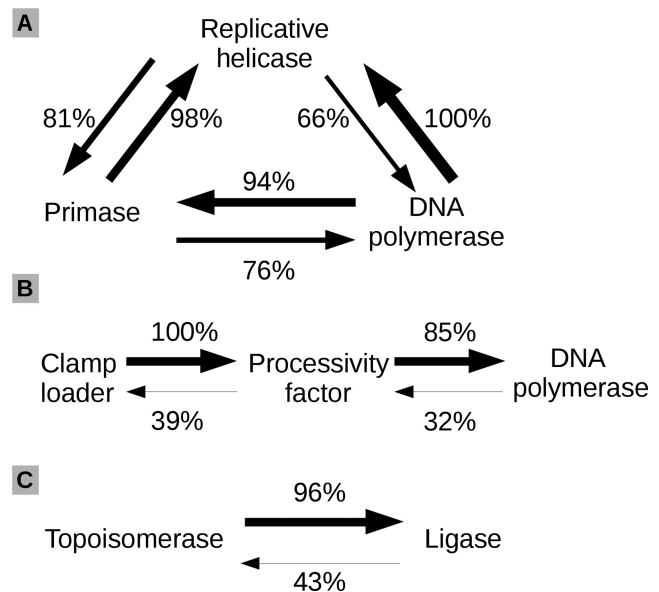 A
Replicative
helicase
81%
98%
66%
100%
94%
Primase
DNA
polymerase
76%
B
100%
85%
Clamp
loader
Processivity
factor
DNA
polymerase
39%
32%
C
96%
Topoisomerase
Ligase
43%